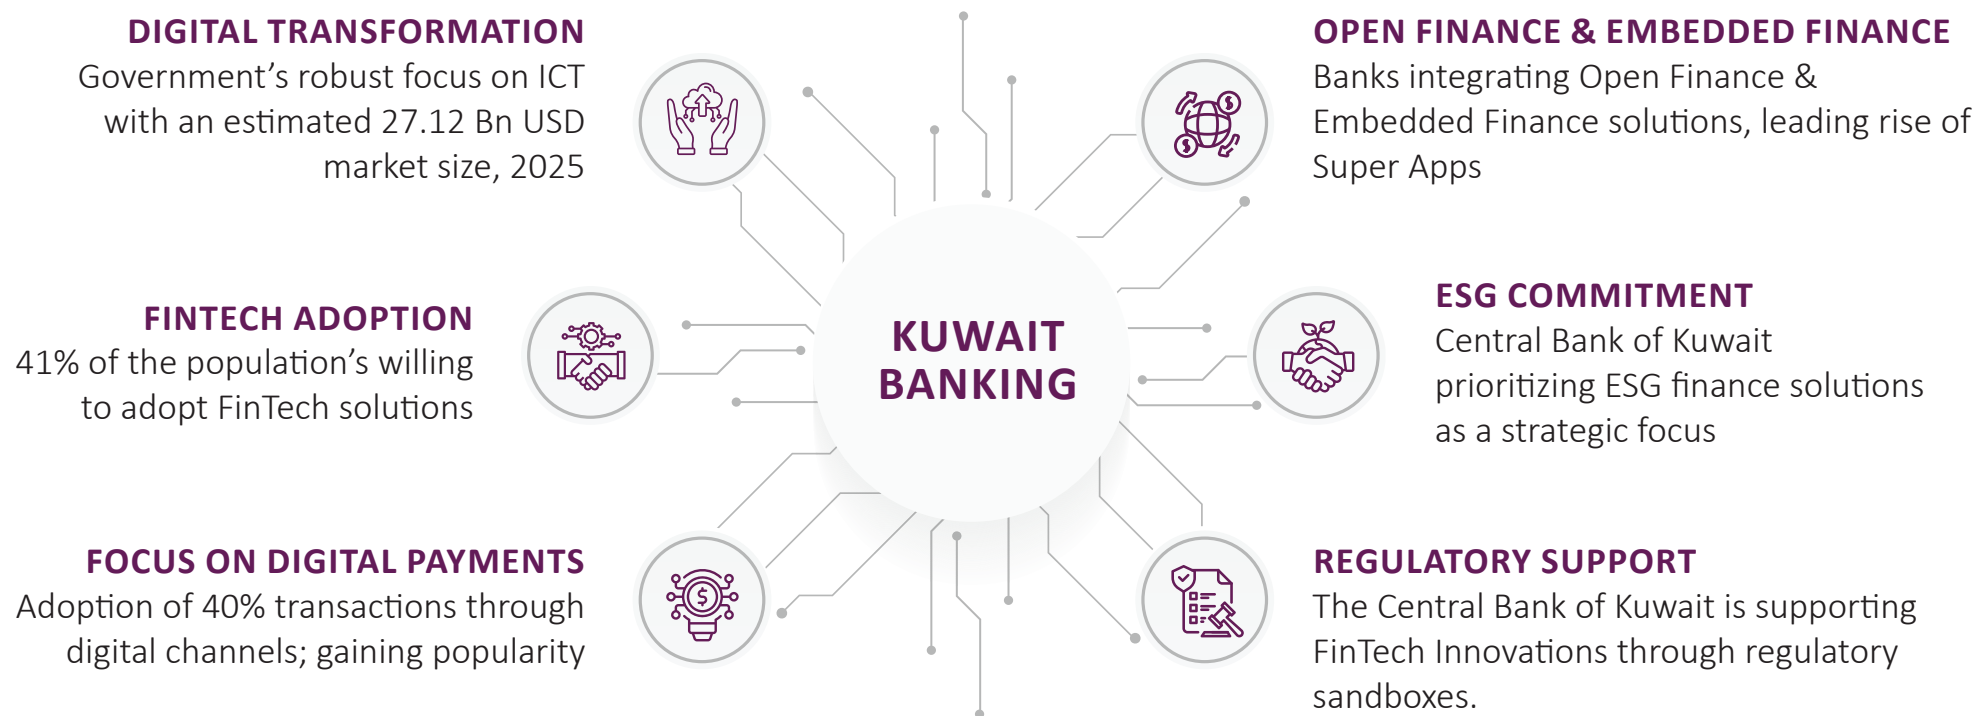 DIGITAL TRANSFORMATION
Government’s robust focus on ICT
with an estimated 27.12 Bn USD
market size, 2025
FINTECH ADOPTION
41% of the population’s willing
to adopt FinTech solutions
FOCUS ON DIGITAL PAYMENTS
Adoption of 40% transactions through
digital channels; gaining popularity
KUWAIT
BANKING
OPEN FINANCE & EMBEDDED FINANCE
Banks integrating Open Finance &
Embedded Finance solutions, leading rise of
Super Apps
ESG COMMITMENT
Central Bank of Kuwait
prioritizing ESG finance solutions
as a strategic focus
REGULATORY SUPPORT
The Central Bank of Kuwait is supporting
FinTech Innovations through regulatory
sandboxes.